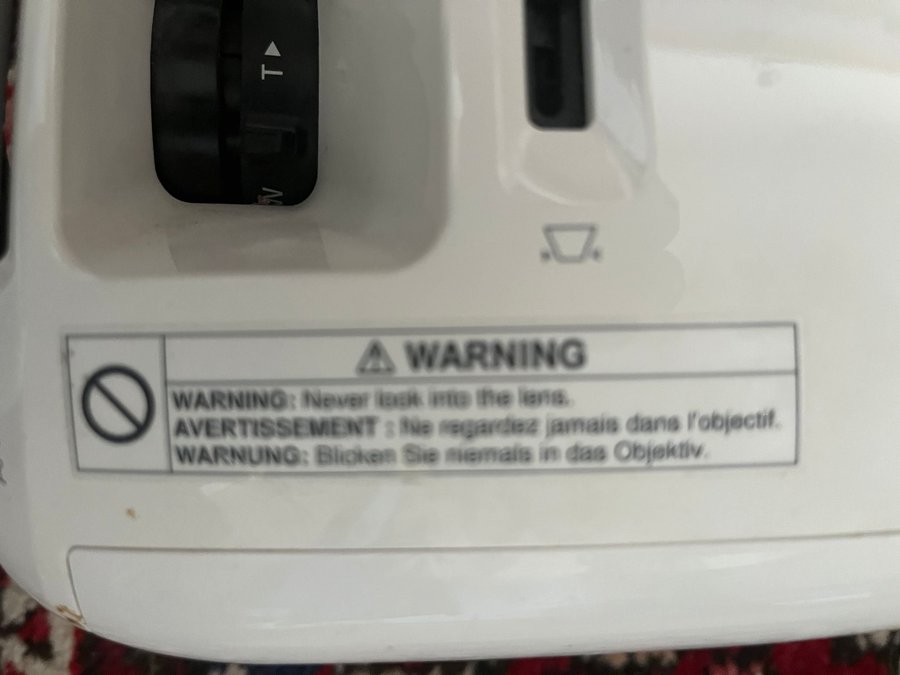 T
W
WARNING
WARNING: Never look into the lens.
AVERTISSEMENT : Ne regardez jamais dans l'objectif.
WARNUNG: Blicken Sie niemals in das Objektiv.